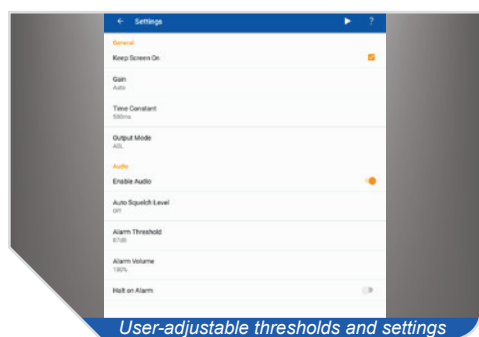 Settings
?
General
Keep Screen On
Gain
Auto
Time Constant
500ms
Output Mode
ASL
Audio
Enable Audio
Auto Squelch Level
Off
Alarm Threshold
87dB
Alarm Volume
100%
Halt on Alarm
User-adjustable thresholds and settings